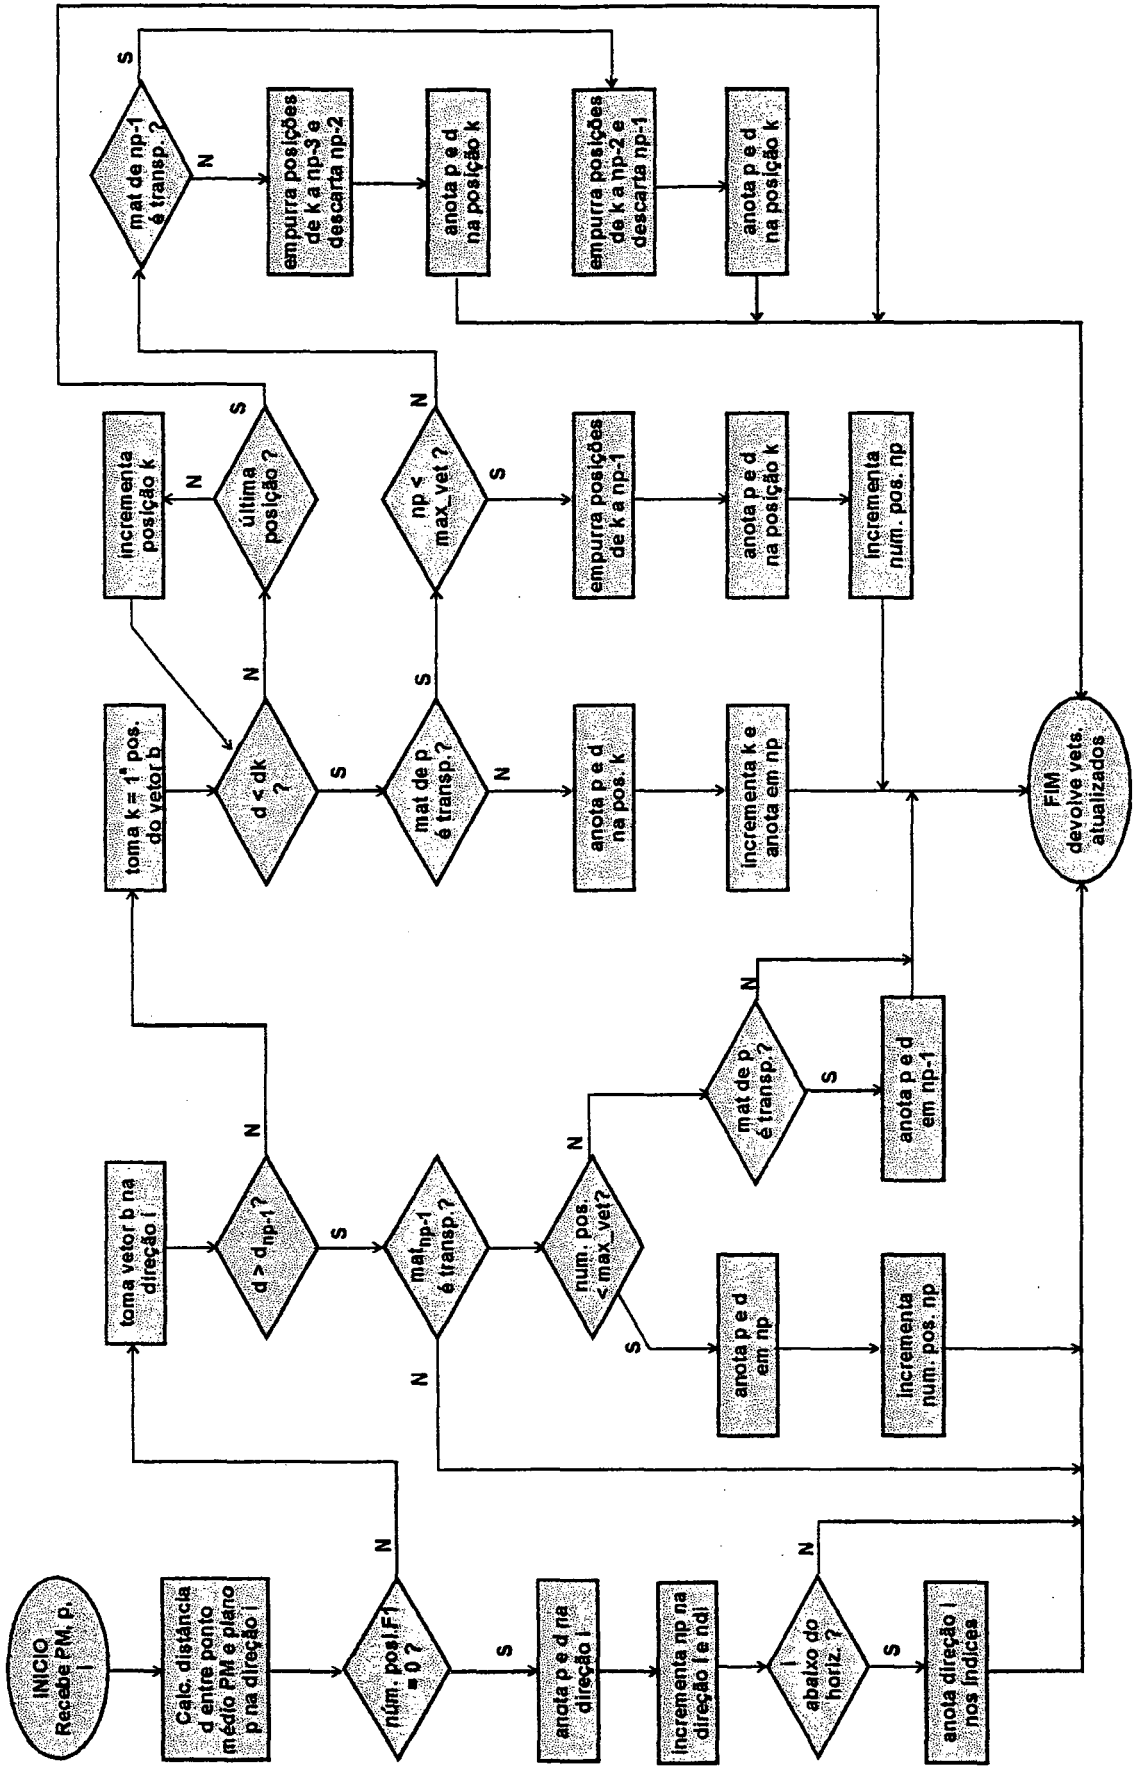 INÍCIO
Recebe PM, p,
i
Calc. distância
d entre ponto
médio PM e plano
p na direção i
num. posi.F1
= 0 ?
N
S
anota p e d na
direção i
incrementa np na
direção i e ndi
i
abaixo do
horiz. ?
N
S
anota direção i
nos índices
toma vetor b na
direção i
d > dnp-1?
N
S
matnp-1
é transp.?
N
num. pos.
< max_vet?
N
S
anota p e d
em np
incrementa
num. pos. np
mat de p
é transp.?
N
S
anota p e d
em np-1
toma k = 1ª pos.
do vetor b
d < dk
?
N
S
mat de p
é transp.?
S
N
anota p e d
na pos. k
incrementa k e
anota em np
FIM
devolve vets.
atualizados
incrementa
posição k
N
última
posição ?
S
np <
max_vet ?
N
S
empurra posições
de k a np-1
anota p e d
na posição k
incrementa
num. pos. np
mat de np-1
é transp. ?
S
N
empurra posições
de k a np-3 e
descarta np-2
anota p e d
na posição k
empurra posições
de k a np-2 e
descarta np-1
anota p e d
na posição k